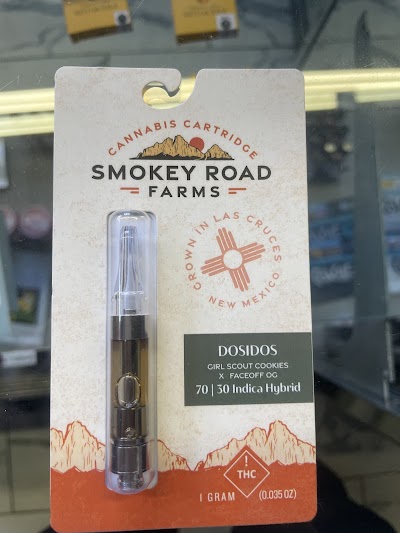 CANNABIS CARTRIDGE
SMOKEY ROAD
FARMS
GROWN IN LAS CRUCES
NEW MEXICO
DOSIDOS
GIRL SCOUT COOKIES
X FACEOFF OG
70 | 30 Indica Hybrid
!
THC
1 GRAM (0.035 OZ)